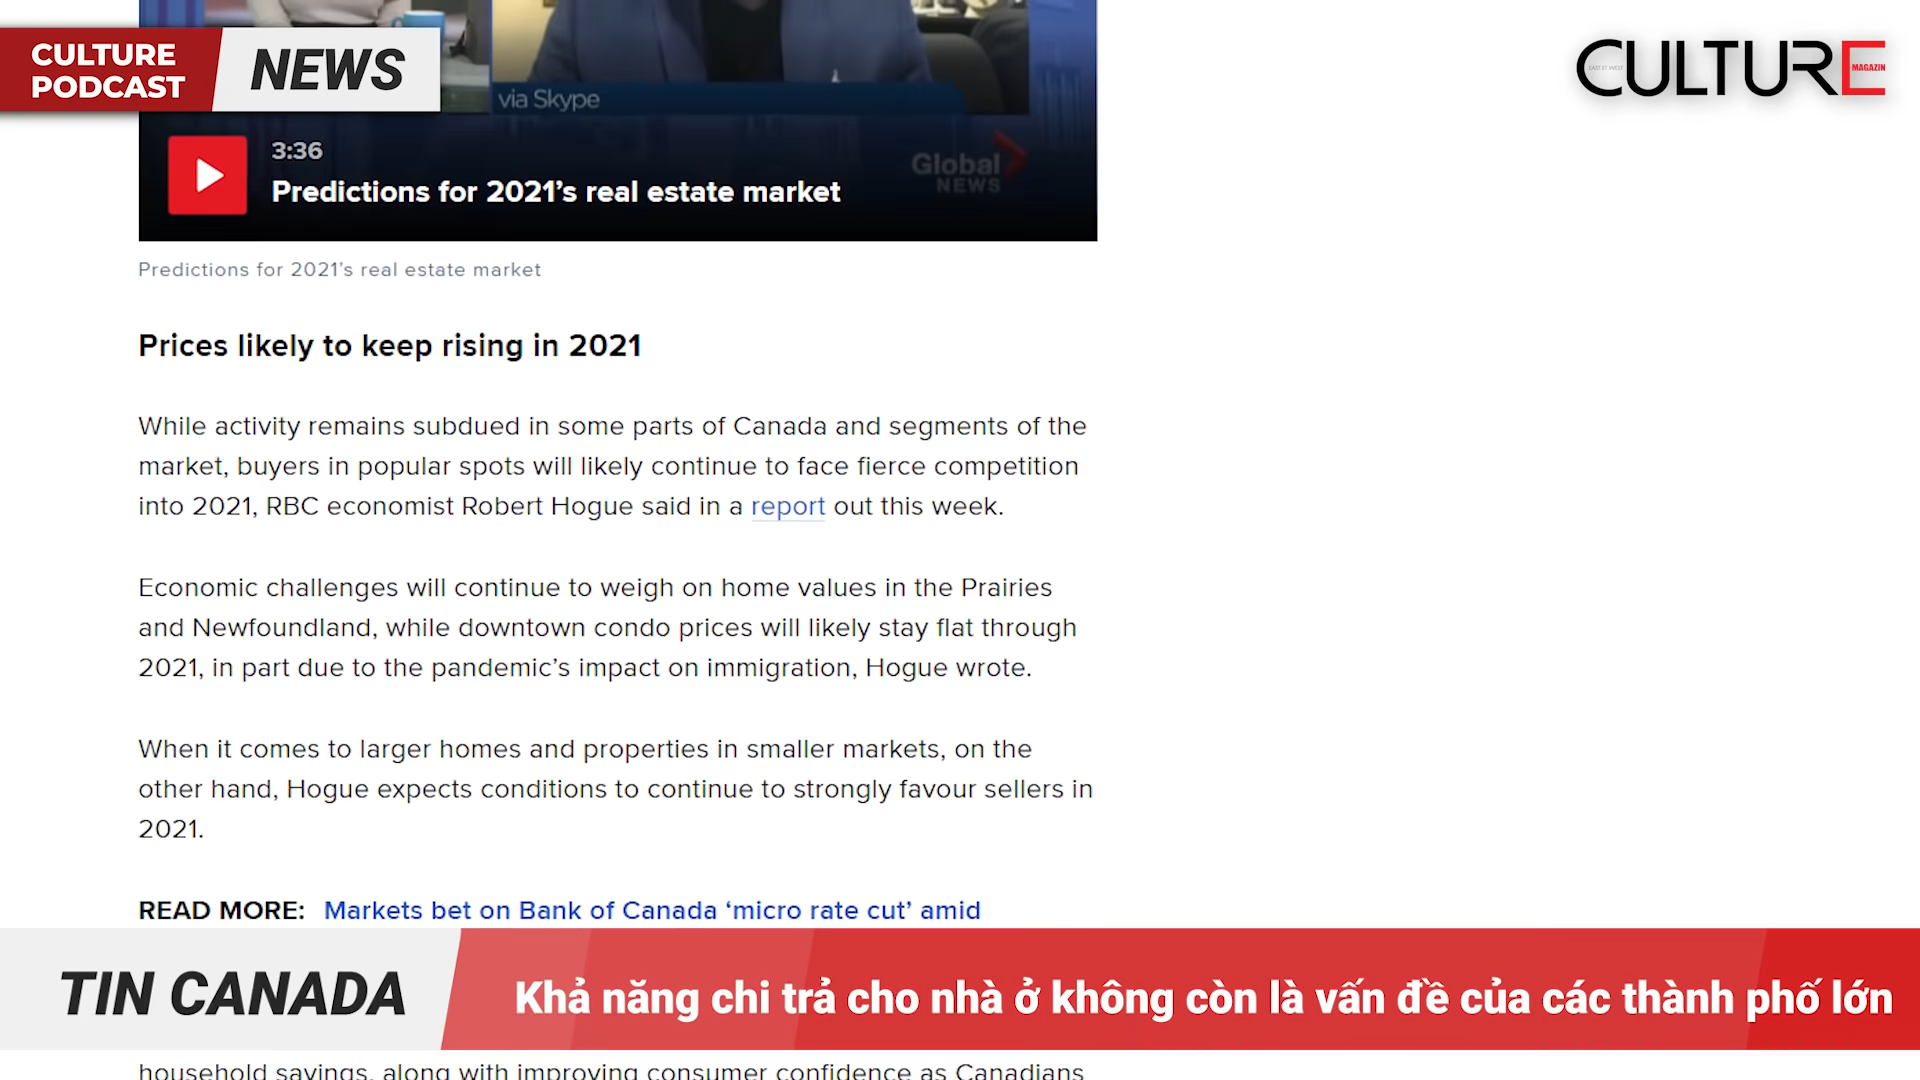 CULTURE
PODCAST
NEWS
CULTURE
EAST ET WEST
MAGAZIN
via Skype
3:36
Predictions for 2021’s real estate market
Global
NEWS
Predictions for 2021’s real estate market
Prices likely to keep rising in 2021
While activity remains subdued in some parts of Canada and segments of the
market, buyers in popular spots will likely continue to face fierce competition
into 2021, RBC economist Robert Hogue said in a report out this week.
Economic challenges will continue to weigh on home values in the Prairies
and Newfoundland, while downtown condo prices will likely stay flat through
2021, in part due to the pandemic’s impact on immigration, Hogue wrote.
When it comes to larger homes and properties in smaller markets, on the
other hand, Hogue expects conditions to continue to strongly favour sellers in
2021.
READ MORE: Markets bet on Bank of Canada ‘micro rate cut’ amid
TIN CANADA
Khả năng chi trả cho nhà ở không còn là vấn đề của các thành phố lớn
household savings, along with improving consumer confidence as Canadians